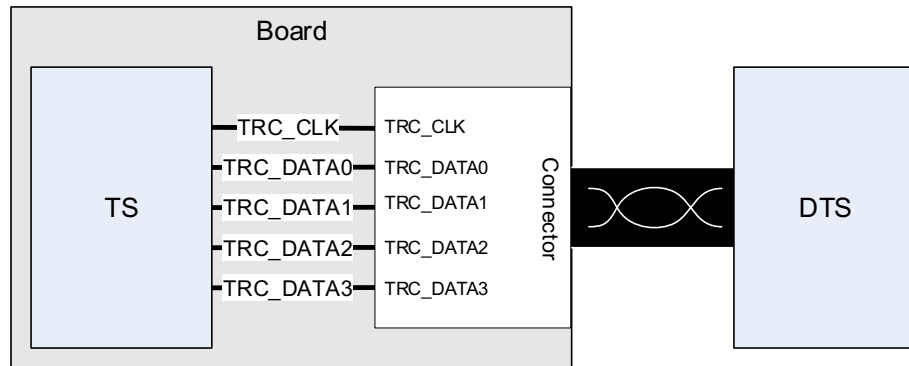 Board
TS
TRC_CLK
TRC_DATA0
TRC_DATA1
TRC_DATA2
TRC_DATA3
TRC_CLK
TRC_DATA0
TRC_DATA1
TRC_DATA2
TRC_DATA3
Connector
DTS